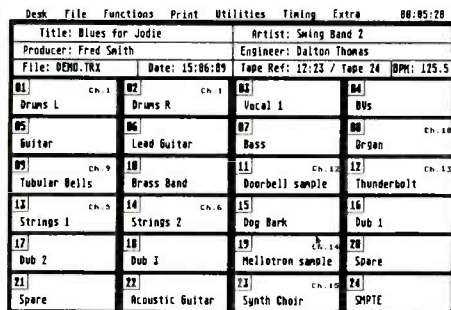 Desk File Functions Print Utilities Timing Extra 00:05:20
Title: Blues for Jodie Artist: Swing Band 2
Producer: Fred Smith Engineer: Dalton Thomas
File: DEMO.TRX Date: 15:06:89 Tape Ref: 12:23 / Tape 24 BPM: 125.5
01 Ch.1 02 Ch.1 03 04
Drums L Drums R Vocal 1 BVs
05 06 07 08 Ch.10
Guitar Lead Guitar Bass Organ
09 Ch.9 10 11 Ch.12 12 Ch.13
Tubular Bells Brass Band Doorbell sample Thunderbolt
13 Ch.5 14 Ch.6 15 16
Strings 1 Strings 2 Dog Bark Dub 1
17 18 19 Ch.14 20
Dub 2 Dub 3 Mellotron sample Spare
21 22 23 Ch.15 24
Spare Acoustic Guitar Synth Choir SMPTE